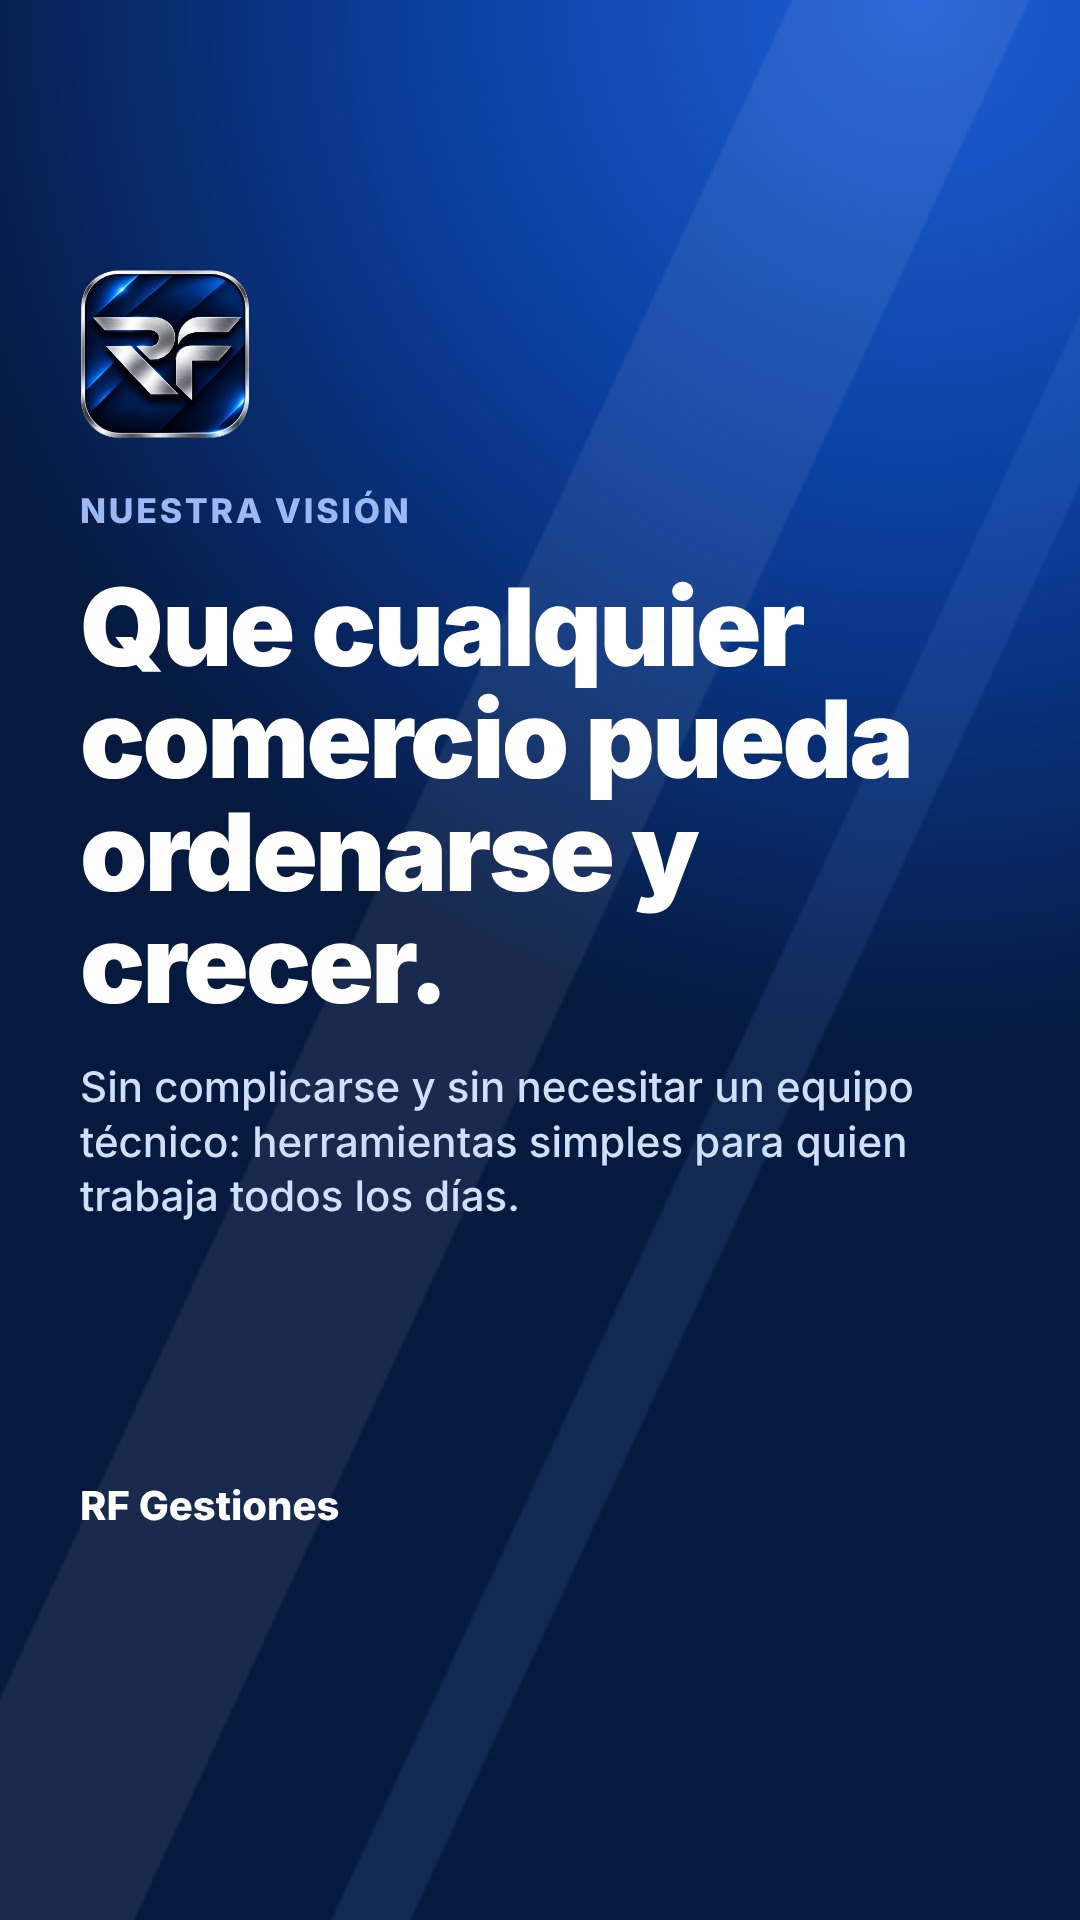 RF
NUESTRA VISIÓN
Que cualquier
comercio pueda
ordenarse y
crecer.
Sin complicarse y sin necesitar un equipo
técnico: herramientas simples para quien
trabaja todos los días.
RF Gestiones